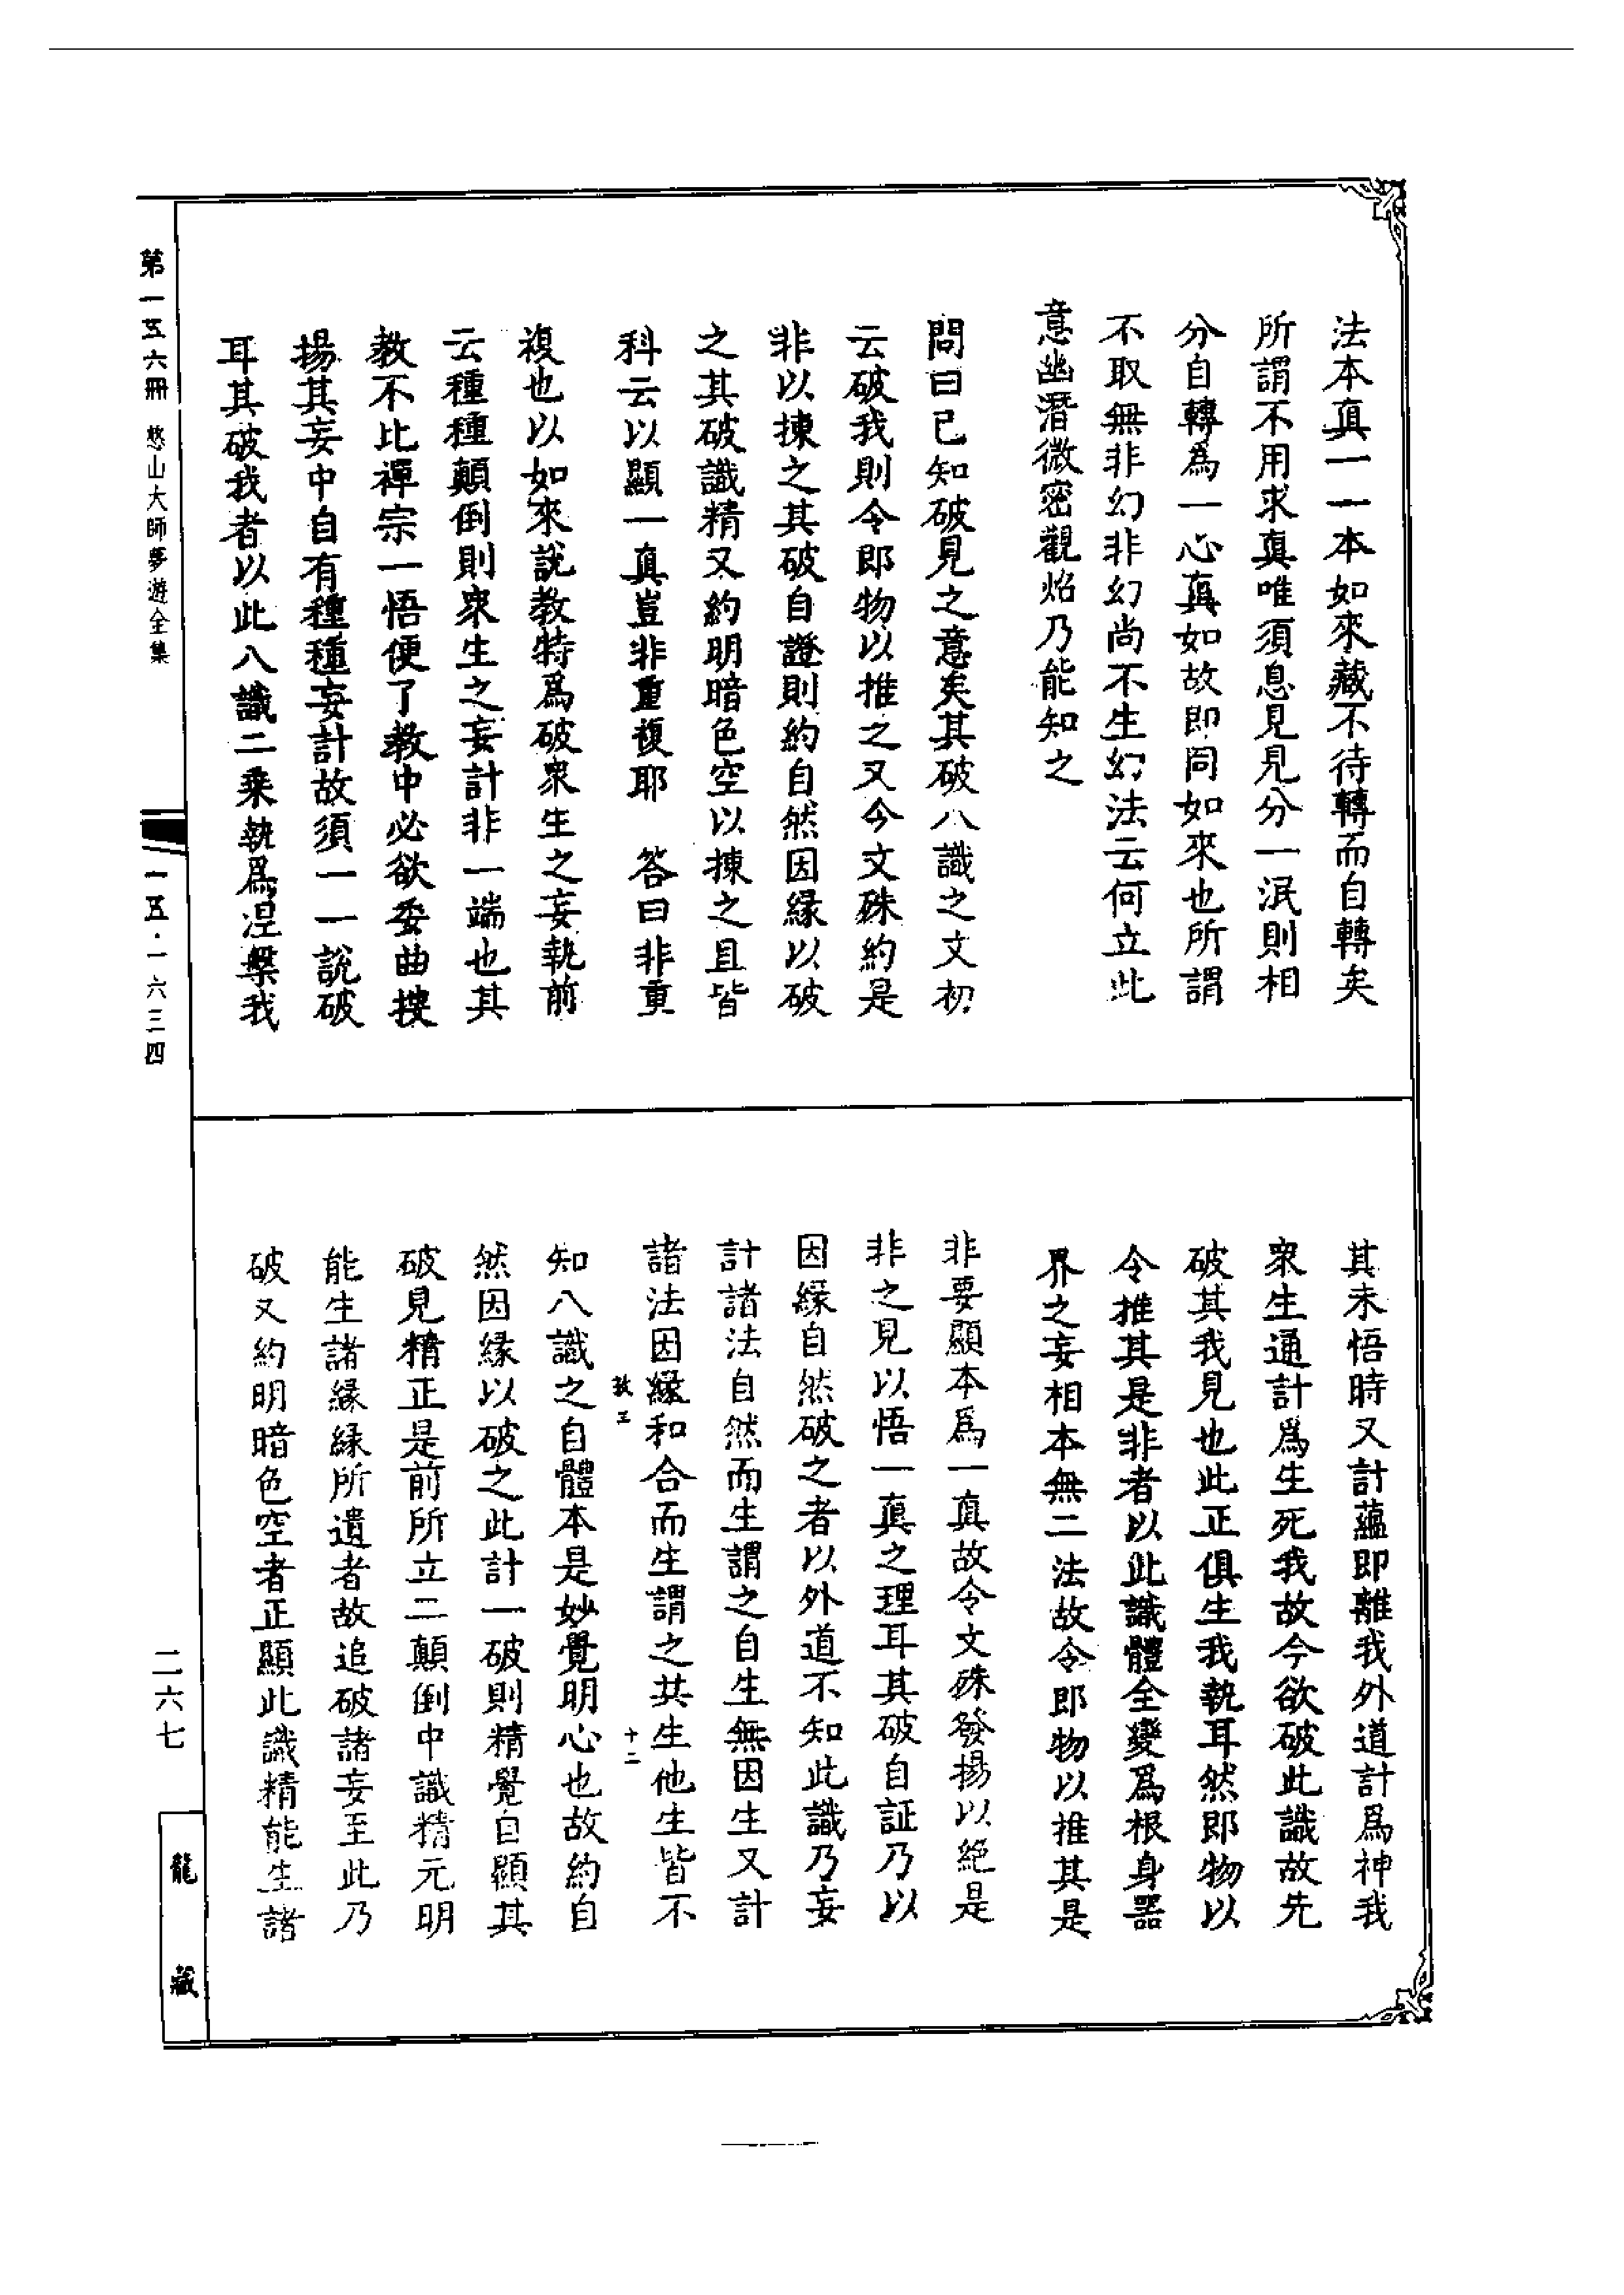 法本真一一本如來藏不待轉而自轉矣
所謂不用求真唯須息見見分一泯則相
分自轉為一心真如故即同如來也所謂
不取無非幻非幻尚不生幻法云何立此
意幽潛微密觀焰乃能知之
問曰已知破見之意矣其破八識之文初
云破我則令即物以推之又今文殊約是
非以揀之其破自證則約自然因緣以破
之其破識精又約明暗色空以揀之且皆
科云以顯一真豈非重複耶 答曰非重
複也以如來說教特為破眾生之妄執前
云種種顛倒則眾生之妄計非一端也其
教不比禪宗一悟便了教中必欲委曲披
揚其妄中自有種種妄計故須一一說破
耳其破我者以此八識二乘執為涅槃我
其未悟時又計蘊即離我外道計為神我
眾生通計為生死我故今欲破此識故先
破其我見也此正俱生我執耳然即物以
令推其是非者以此識體全變為根身器
界之妄相本無二法故令即物以推其是
非要顯本為一真故令文殊發揚以絕是
非之見以悟一真之理耳其破自証乃以
因緣自然破之者以外道不知此識乃妄
計諸法自然而生謂之自生無因生又計
諸法因緣和合而生謂之共生他生皆不
十二
知八識之自體本是妙覺明心也故約自
然因緣以破之此計一破則精覺自顯其
破見精正是前所立二顛倒中識精元明
能生諸緣緣所遺者故追破諸妄至此乃
破又約明暗色空者正顯此識精能生諸
第一五六冊 憨山大師夢遊全集
一五·一六三四
二六七
龍藏